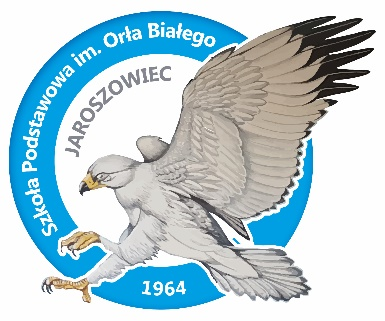 Szkoła Podstawowa im. Orła Białego
JAROSZOWIEC
1964